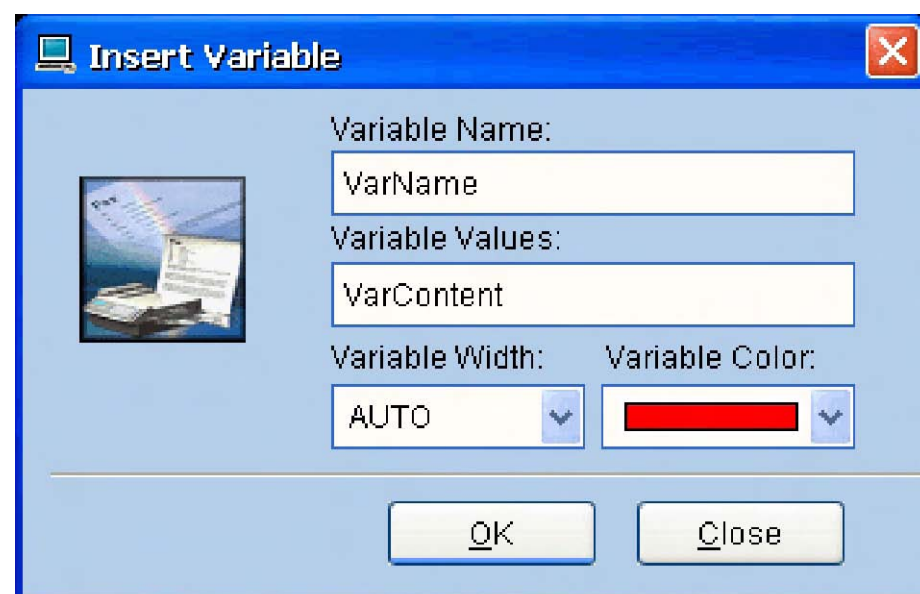 Insert Variable
Variable Name:
VarName
Variable Values:
VarContent
Variable Width: Variable Color:
AUTO
OK Close